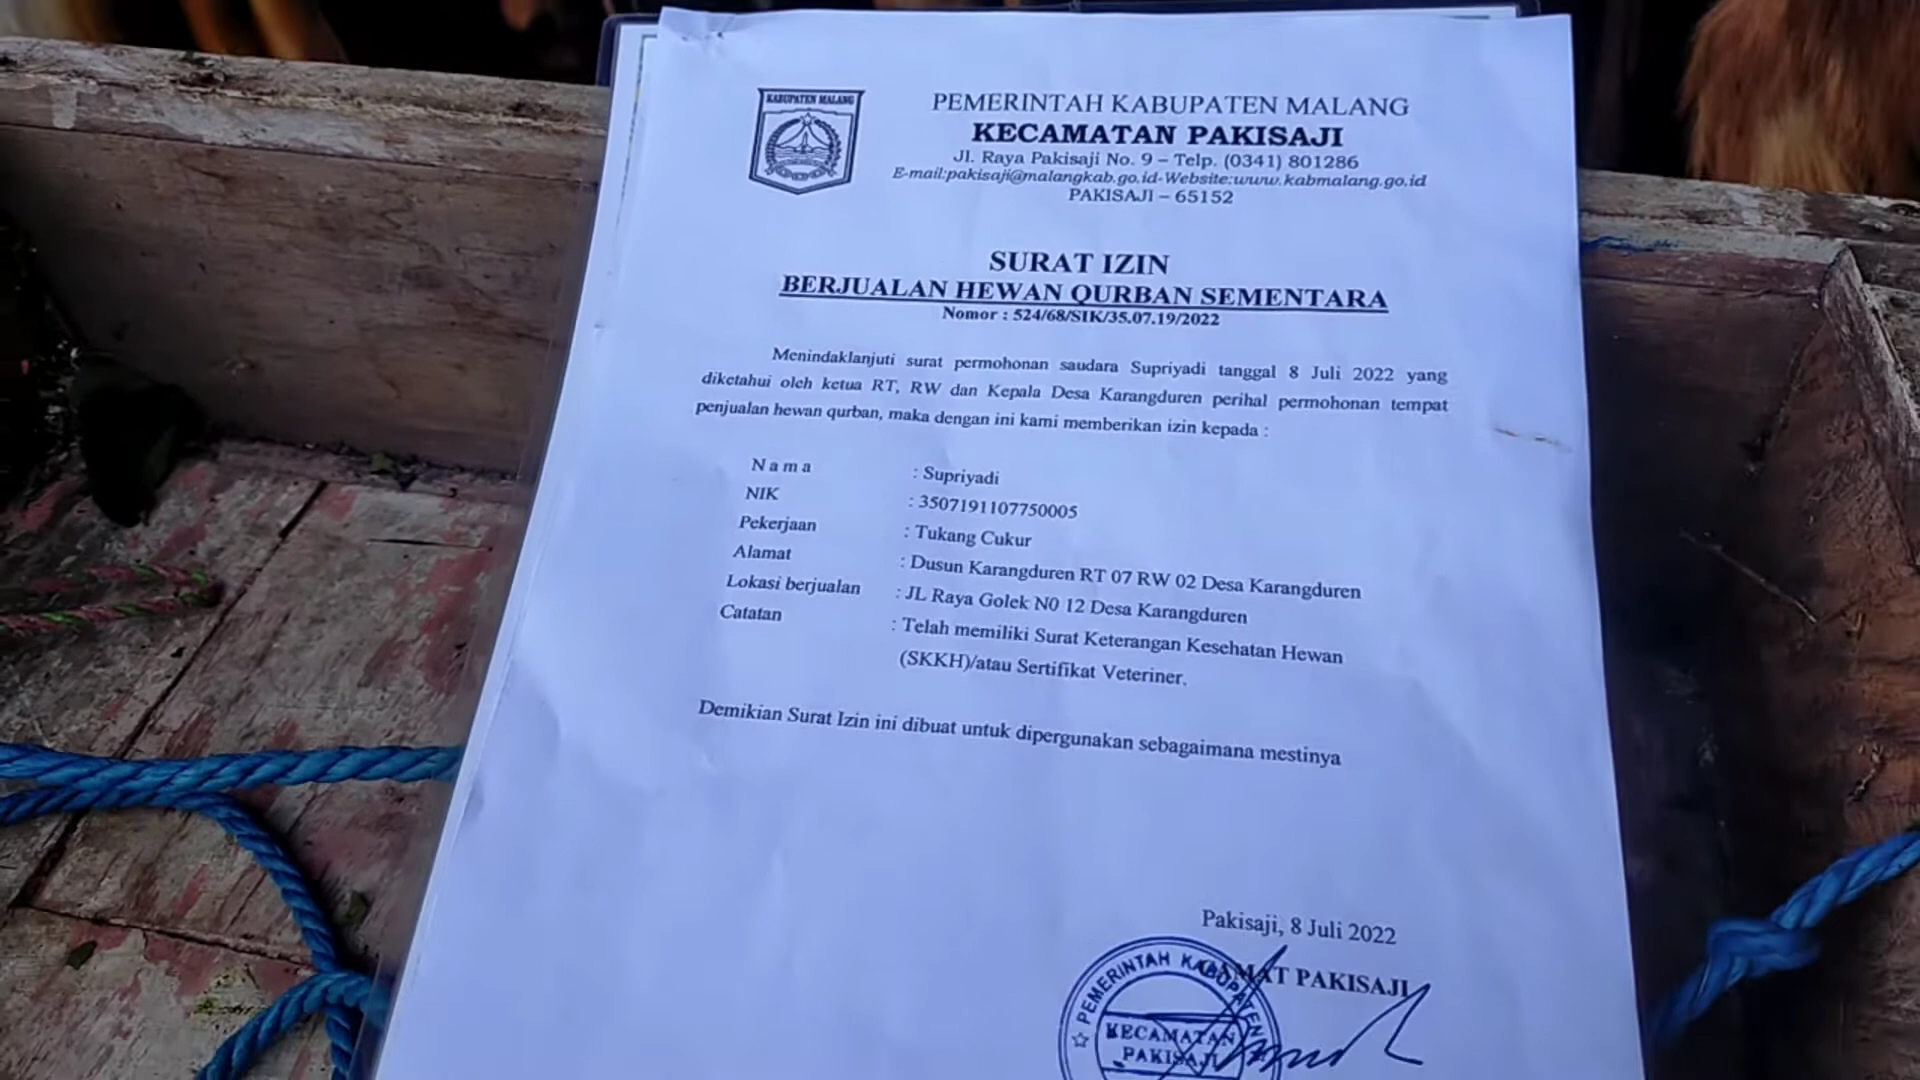 KABUPATEN MALANG
PEMERINTAH KABUPATEN MALANG
KECAMATAN PAKISAJI
Jl. Raya Pakisaji No. 9 – Telp. (0341) 801286
E-mail:pakisaji@malangkab.go.id-Website:www.kabmalang.go.id
PAKISAJI – 65152
SURAT IZIN
BERJUALAN HEWAN QURBAN SEMENTARA
Nomor : 524/68/SIK/35.07.19/2022
Menindaklanjuti surat permohonan saudara Supriyadi tanggal 8 Juli 2022 yang
diketahui oleh ketua RT, RW dan Kepala Desa Karangduren perihal permohonan tempat
penjualan hewan qurban, maka dengan ini kami memberikan izin kepada :
N a m a : Supriyadi
NIK : 3507191107750005
Pekerjaan : Tukang Cukur
Alamat : Dusun Karangduren RT 07 RW 02 Desa Karangduren
Lokasi berjualan : JL Raya Golek N0 12 Desa Karangduren
Catatan : Telah memiliki Surat Keterangan Kesehatan Hewan
(SKKH)/atau Sertifikat Veteriner.
Demikian Surat Izin ini dibuat untuk dipergunakan sebagaimana mestinya
Pakisaji, 8 Juli 2022
CAMAT PAKISAJI
PEMERINTAH KABUPATEN
KECAMATAN
PAKISAJI